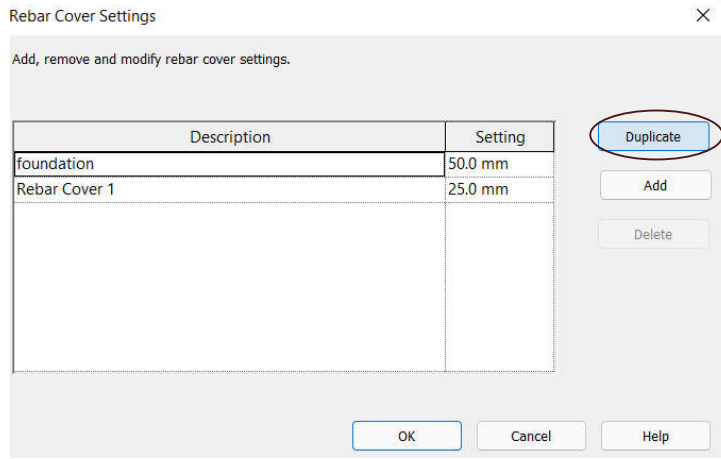 Rebar Cover Settings
Add, remove and modify rebar cover settings.
Description Setting
foundation 50.0 mm
Rebar Cover 1 25.0 mm
Duplicate
Add
Delete
OK Cancel Help